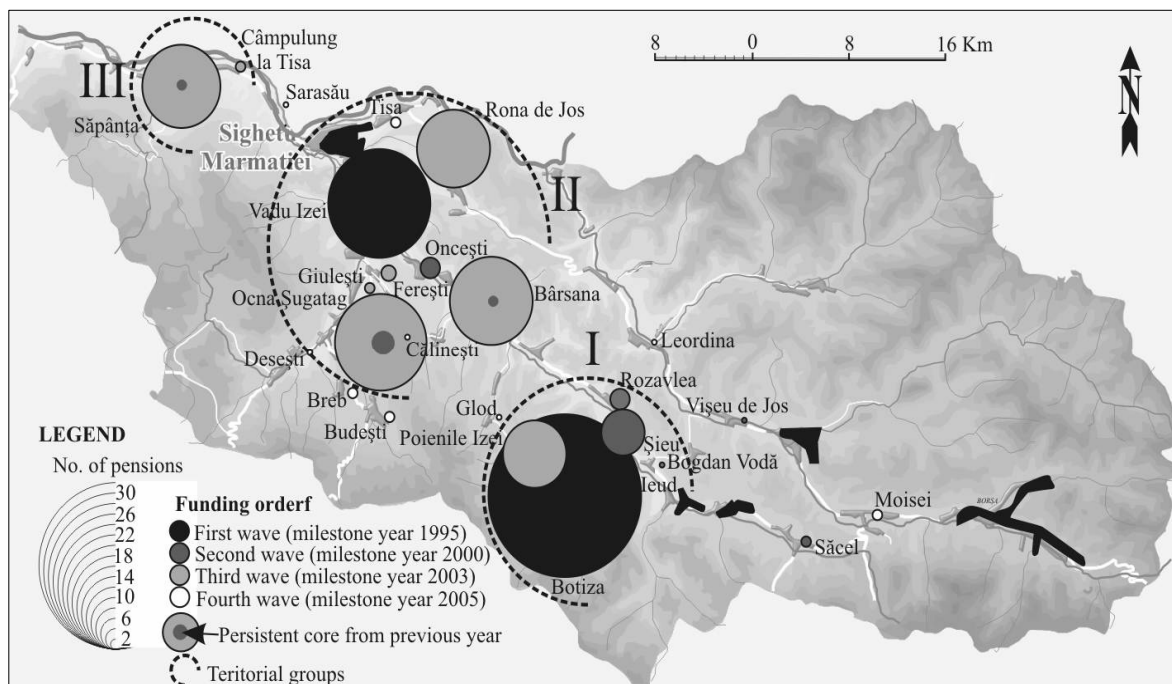 Câmpulung
la Tisa
8 0 8 16 Km
N
III
Sarasău
Tisa
Rona de Jos
Săpânța
Sighetu
Marmatiei
II
Vadu Izei
Oncești
Giulești
Ferești
Ocna Șugatag
Bârsana
Călinești
Desești
I
Leordina
Rozavlea
Breb
Glod
Vișeu de Jos
Budești
Poienile Izei
Șieu
Bogdan Vodă
Ieud
Moisei
BORSA
Săcel
Botiza
LEGEND
No. of pensions
30
26
22
18
14
10
6
2
Funding orderf
First wave (milestone year 1995)
Second wave (milestone year 2000)
Third wave (milestone year 2003)
Fourth wave (milestone year 2005)
Persistent core from previous year
Teritorial groups